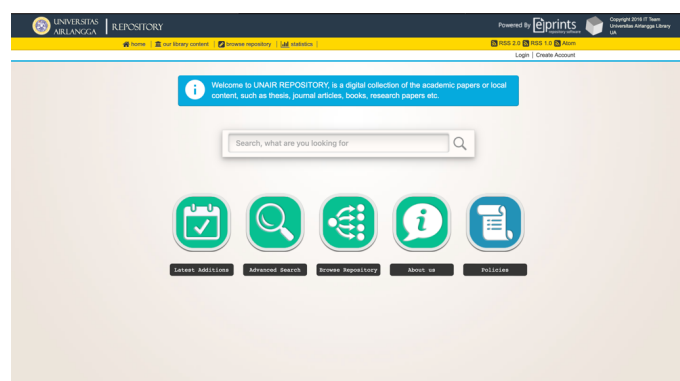 UNIVERSITAS
AIRLANGGA
REPOSITORY
Powered By eprints
repository software
Copyright 2016 IT Team
Universitas Airlangga Library
UA
home | our library content | browse repository | statistics |
RSS 2.0 RSS 1.0 Atom
Login | Create Account
Welcome to UNAIR REPOSITORY, is a digital collection of the academic papers or local
content, such as thesis, journal articles, books, research papers etc.
Search, what are you looking for
Latest Additions
Advanced Search
Browse Repository
About us
Policies